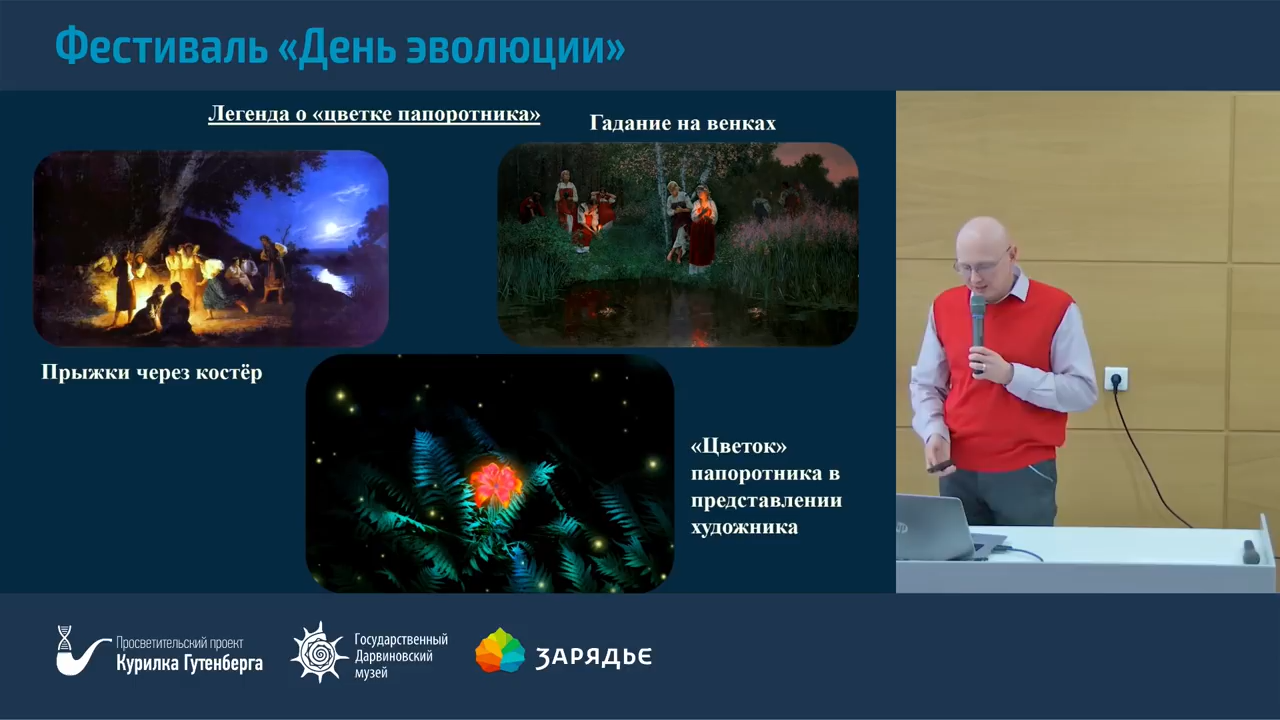 Фестиваль «День эволюции»
Легенда о «цветке папоротника»
Гадание на венках
Прыжки через костёр
«Цветок»
папоротника в
представлении
художника
hp
Просветительский проект
Курилка Гутенберга
Государственный
Дарвиновский
музей
ЗАРЯДЬЕ